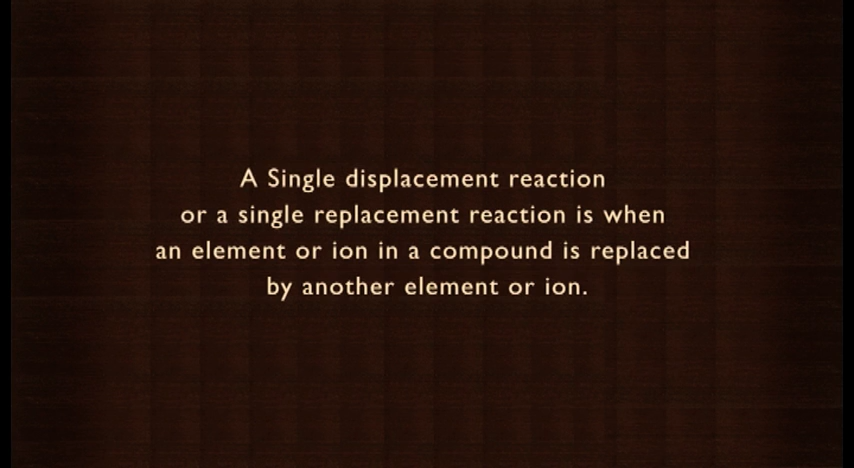 A Single displacement reaction
or a single replacement reaction is when
an element or ion in a compound is replaced
by another element or ion.